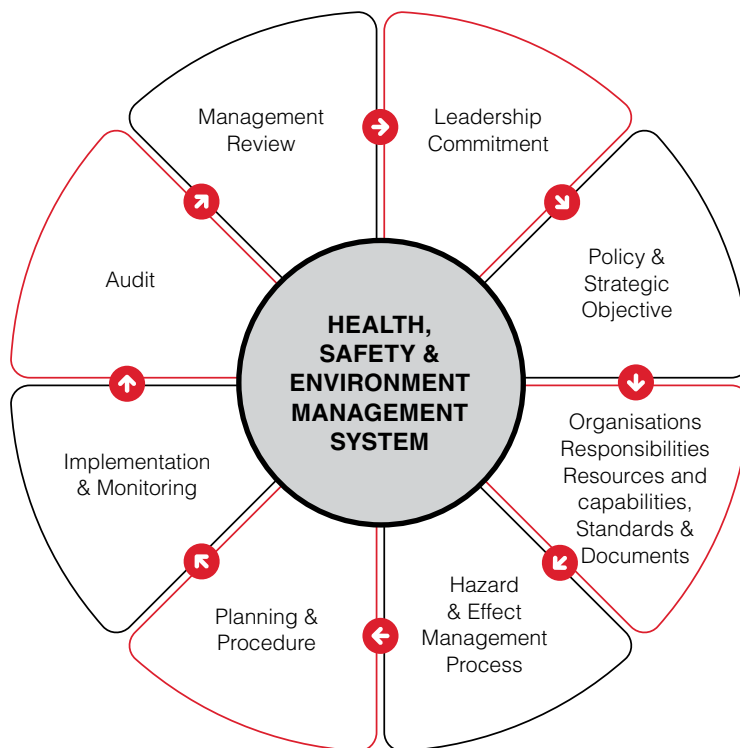 Management
Review
Leadership
Commitment
Audit
Policy &
Strategic
Objective
HEALTH,
SAFETY &
ENVIRONMENT
MANAGEMENT
SYSTEM
Implementation
& Monitoring
Organisations
Responsibilities
Resources and
capabilities,
Standards &
Documents
Planning &
Procedure
Hazard
& Effect
Management
Process